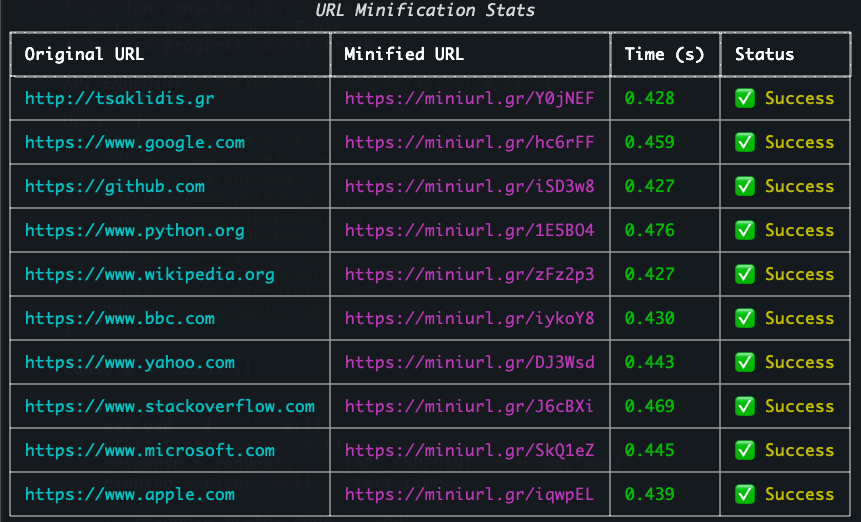 URL Minification Stats
Original URL Minified URL Time (s) Status
http://tsaklidis.gr https://miniurl.gr/Y0jNEF 0.428 ✅ Success
https://www.google.com https://miniurl.gr/hc6rFF 0.459 ✅ Success
https://github.com https://miniurl.gr/iSD3w8 0.427 ✅ Success
https://www.python.org https://miniurl.gr/1E5BO4 0.476 ✅ Success
https://www.wikipedia.org https://miniurl.gr/zFz2p3 0.427 ✅ Success
https://www.bbc.com https://miniurl.gr/iykoY8 0.430 ✅ Success
https://www.yahoo.com https://miniurl.gr/DJ3Wsd 0.443 ✅ Success
https://www.stackoverflow.com https://miniurl.gr/J6cBXi 0.469 ✅ Success
https://www.microsoft.com https://miniurl.gr/SkQ1eZ 0.445 ✅ Success
https://www.apple.com https://miniurl.gr/iqwpEL 0.439 ✅ Success